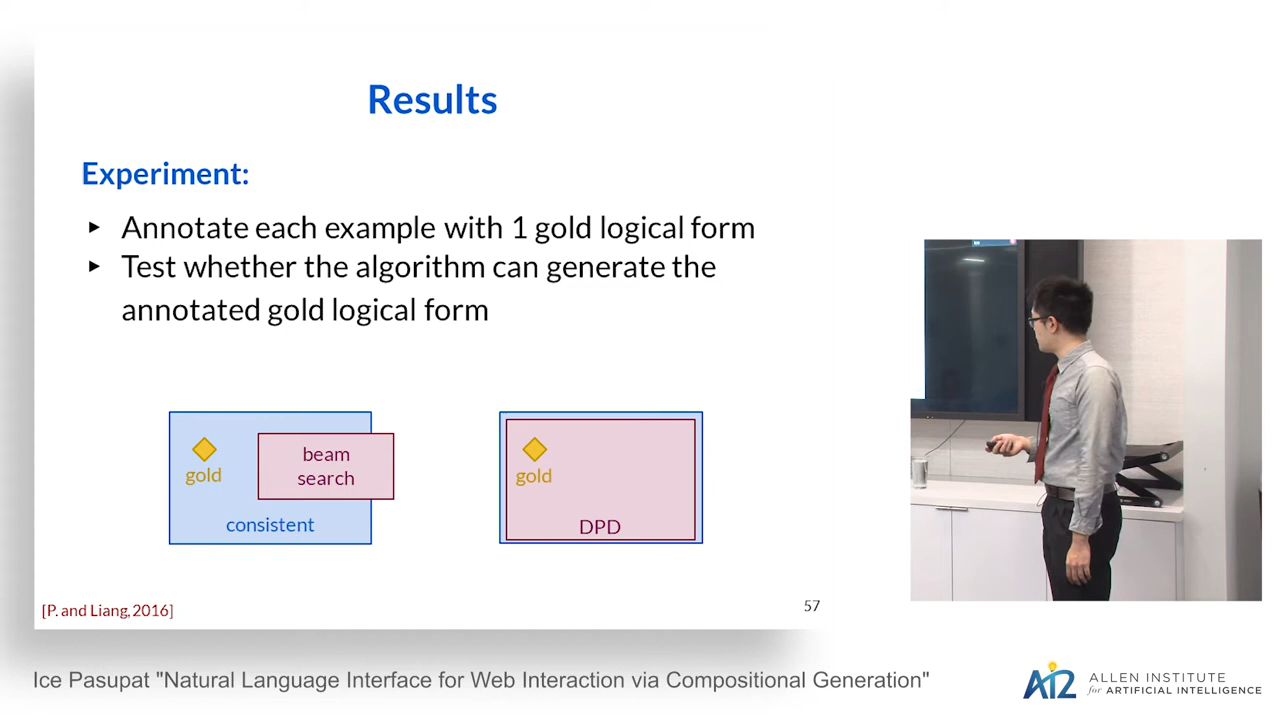 Results
Experiment:
Annotate each example with 1 gold logical form
Test whether the algorithm can generate the
annotated gold logical form
gold
beam
search
consistent
gold
DPD
[P. and Liang, 2016]
57
Ice Pasupat "Natural Language Interface for Web Interaction via Compositional Generation"
AI2
ALLEN INSTITUTE
for ARTIFICIAL INTELLIGENCE